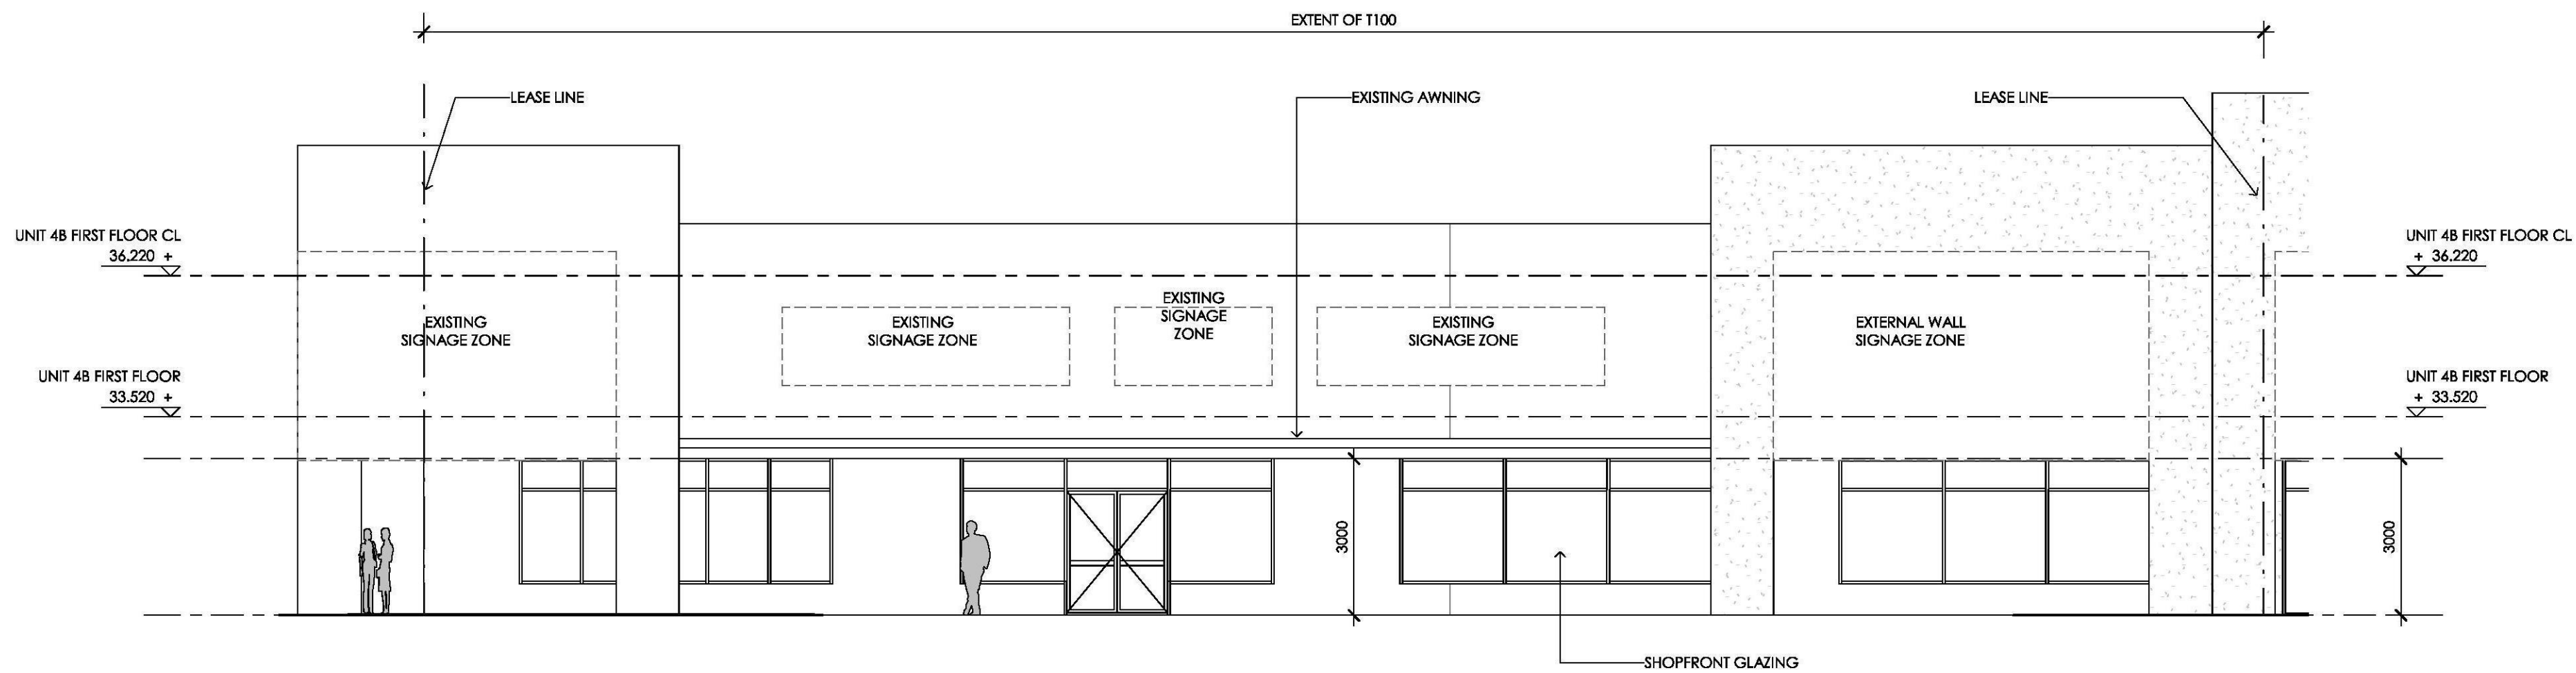 EXTENT OF T100
LEASE LINE
EXISTING AWNING
LEASE LINE
UNIT 4B FIRST FLOOR CL
36.220 +
UNIT 4B FIRST FLOOR CL
+ 36.220
EXISTING
SIGNAGE ZONE
EXISTING
SIGNAGE ZONE
EXISTING
SIGNAGE
ZONE
EXISTING
SIGNAGE ZONE
EXTERNAL WALL
SIGNAGE ZONE
UNIT 4B FIRST FLOOR
33.520 +
UNIT 4B FIRST FLOOR
+ 33.520
3000
3000
SHOPFRONT GLAZING